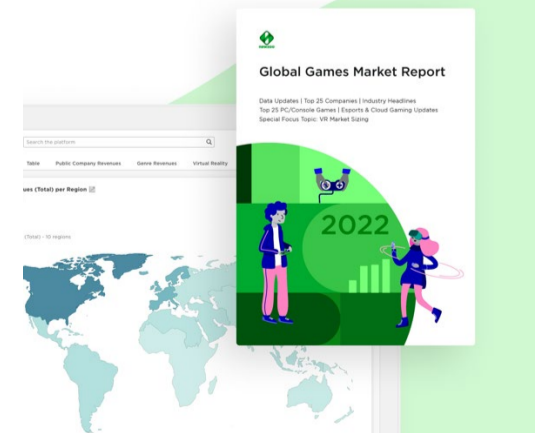 Global Games Market Report
Data Updates | Top 25 Companies | Industry Headlines
Top 25 PC/Console Games | Esports & Cloud Gaming Updates
Special Focus Topic: VR Market Sizing
2022
Search the platform
Table Public Company Revenues Genre Revenues Virtual Reality
(Total) per Region
(Total) - 10 regions